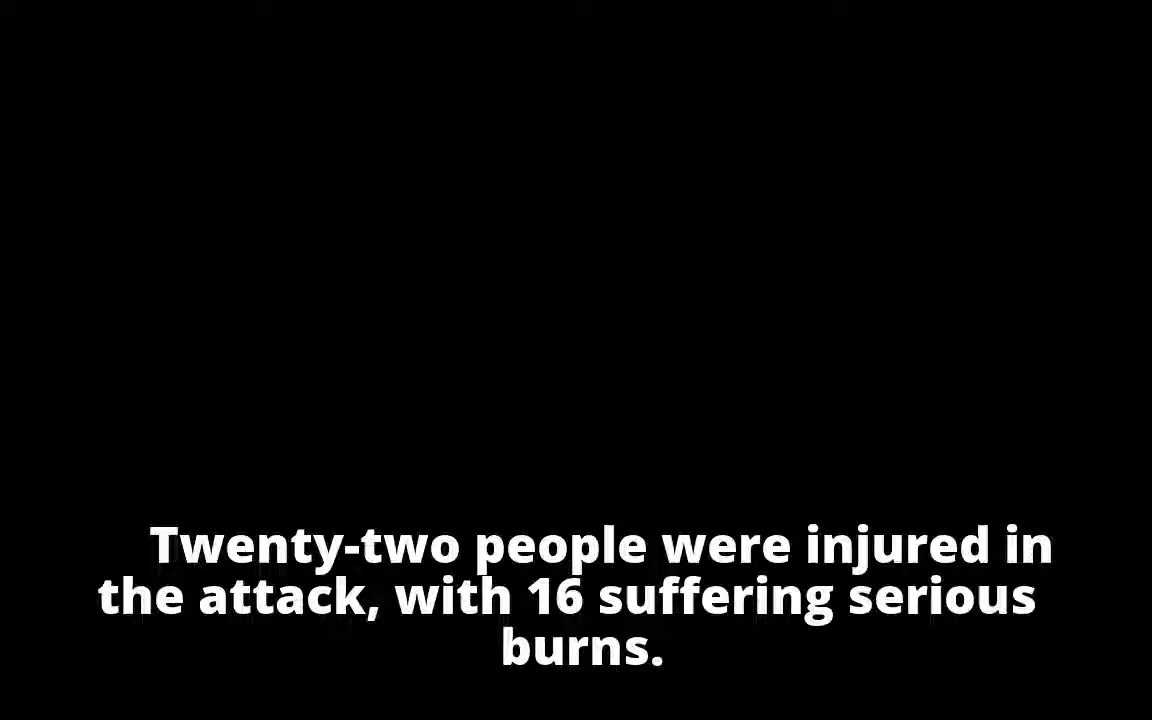 Twenty-two people were injured in
the attack, with 16 suffering serious
burns.